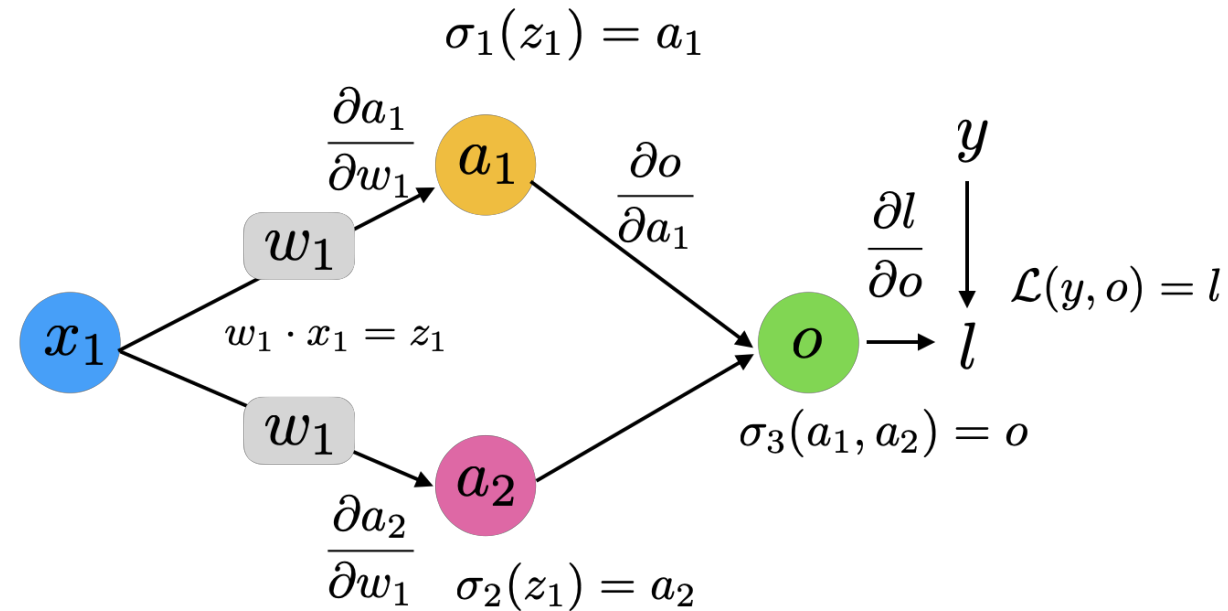 σ₁(z₁) = a₁
∂a₁/∂w₁
a₁
∂o/∂a₁
y
w₁
∂l/∂o
ℒ(y, o) = l
x₁
w₁ · x₁ = z₁
o
l
w₁
σ₃(a₁, a₂) = o
a₂
∂a₂/∂w₁
σ₂(z₁) = a₂